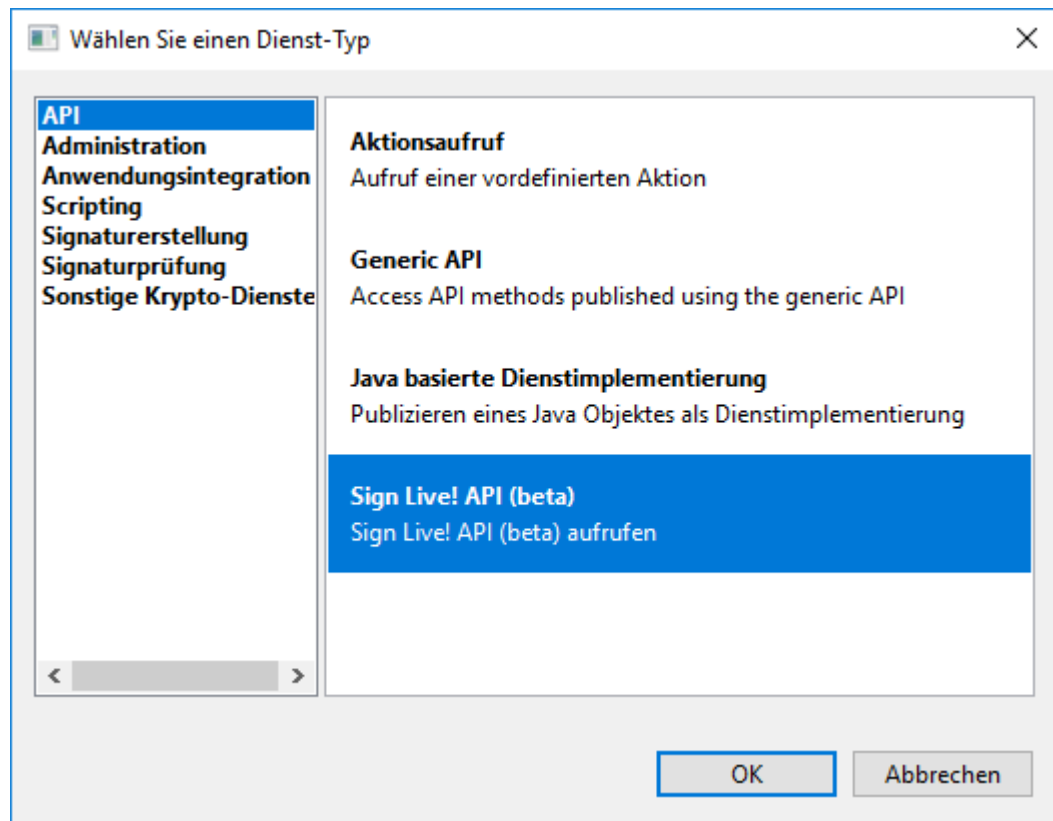 Wählen Sie einen Dienst-Typ
API
Administration
Anwendungsintegration
Scripting
Signaturerstellung
Signaturprüfung
Sonstige Krypto-Dienste
Aktionsaufruf
Aufruf einer vordefinierten Aktion
Generic API
Access API methods published using the generic API
Java basierte Dienstimplementierung
Publizieren eines Java Objektes als Dienstimplementierung
Sign Live! API (beta)
Sign Live! API (beta) aufrufen
OK
Abbrechen